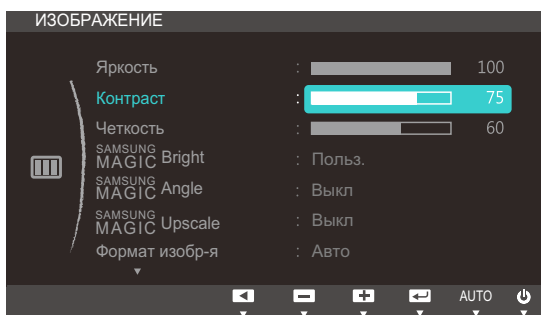 ИЗОБРАЖЕНИЕ
Яркость : 100
Контраст : 75
Четкость : 60
SAMSUNG MAGIC Bright : Польз.
SAMSUNG MAGIC Angle : Выкл
SAMSUNG MAGIC Upscale : Выкл
Формат изобр-я : Авто
AUTO